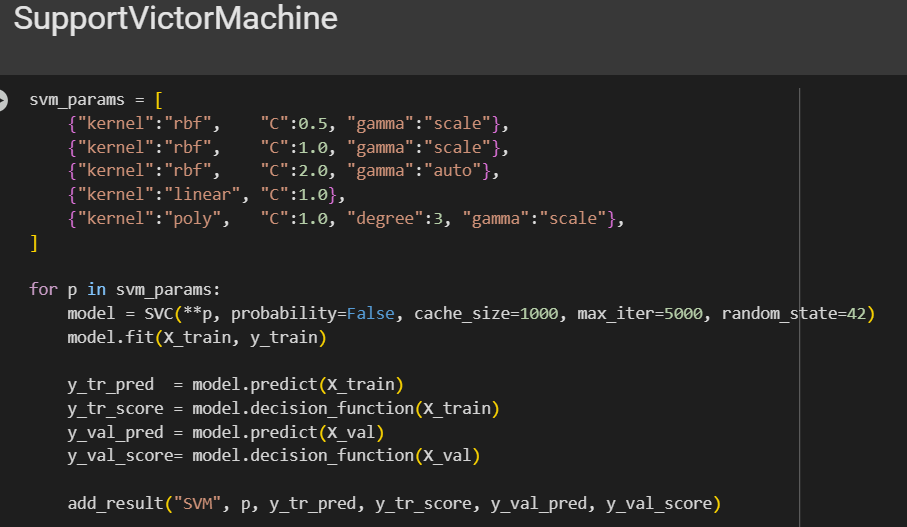 SupportVictorMachine
svm_params = [
    {"kernel":"rbf",    "C":0.5, "gamma":"scale"},
    {"kernel":"rbf",    "C":1.0, "gamma":"scale"},
    {"kernel":"rbf",    "C":2.0, "gamma":"auto"},
    {"kernel":"linear", "C":1.0},
    {"kernel":"poly",   "C":1.0, "degree":3, "gamma":"scale"},
]
for p in svm_params:
    model = SVC(**p, probability=False, cache_size=1000, max_iter=5000, random_state=42)
    model.fit(X_train, y_train)
    y_tr_pred  = model.predict(X_train)
    y_tr_score = model.decision_function(X_train)
    y_val_pred = model.predict(X_val)
    y_val_score= model.decision_function(X_val)
    add_result("SVM", p, y_tr_pred, y_tr_score, y_val_pred, y_val_score)